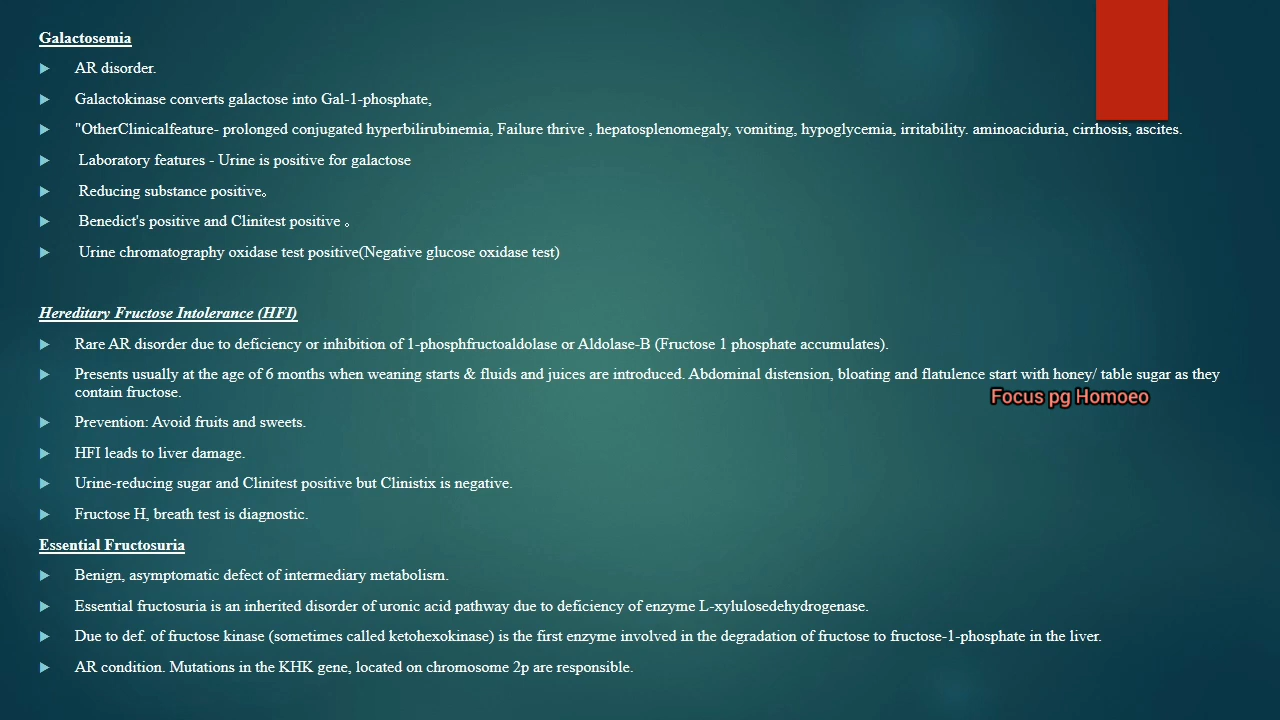 Galactosemia
AR disorder.
Galactokinase converts galactose into Gal-1-phosphate,
"OtherClinicalfeature- prolonged conjugated hyperbilirubinemia, Failure thrive , hepatosplenomegaly, vomiting, hypoglycemia, irritability. aminoaciduria, cirrhosis, ascites.
Laboratory features - Urine is positive for galactose
Reducing substance positive。
Benedict's positive and Clinitest positive 。
Urine chromatography oxidase test positive(Negative glucose oxidase test)
Hereditary Fructose Intolerance (HFI)
Rare AR disorder due to deficiency or inhibition of 1-phosphfructoaldolase or Aldolase-B (Fructose 1 phosphate accumulates).
Presents usually at the age of 6 months when weaning starts & fluids and juices are introduced. Abdominal distension, bloating and flatulence start with honey/ table sugar as they
contain fructose.
Focus pg Homoeo
Prevention: Avoid fruits and sweets.
HFI leads to liver damage.
Urine-reducing sugar and Clinitest positive but Clinistix is negative.
Fructose H, breath test is diagnostic.
Essential Fructosuria
Benign, asymptomatic defect of intermediary metabolism.
Essential fructosuria is an inherited disorder of uronic acid pathway due to deficiency of enzyme L-xylulosedehydrogenase.
Due to def. of fructose kinase (sometimes called ketohexokinase) is the first enzyme involved in the degradation of fructose to fructose-1-phosphate in the liver.
AR condition. Mutations in the KHK gene, located on chromosome 2p are responsible.